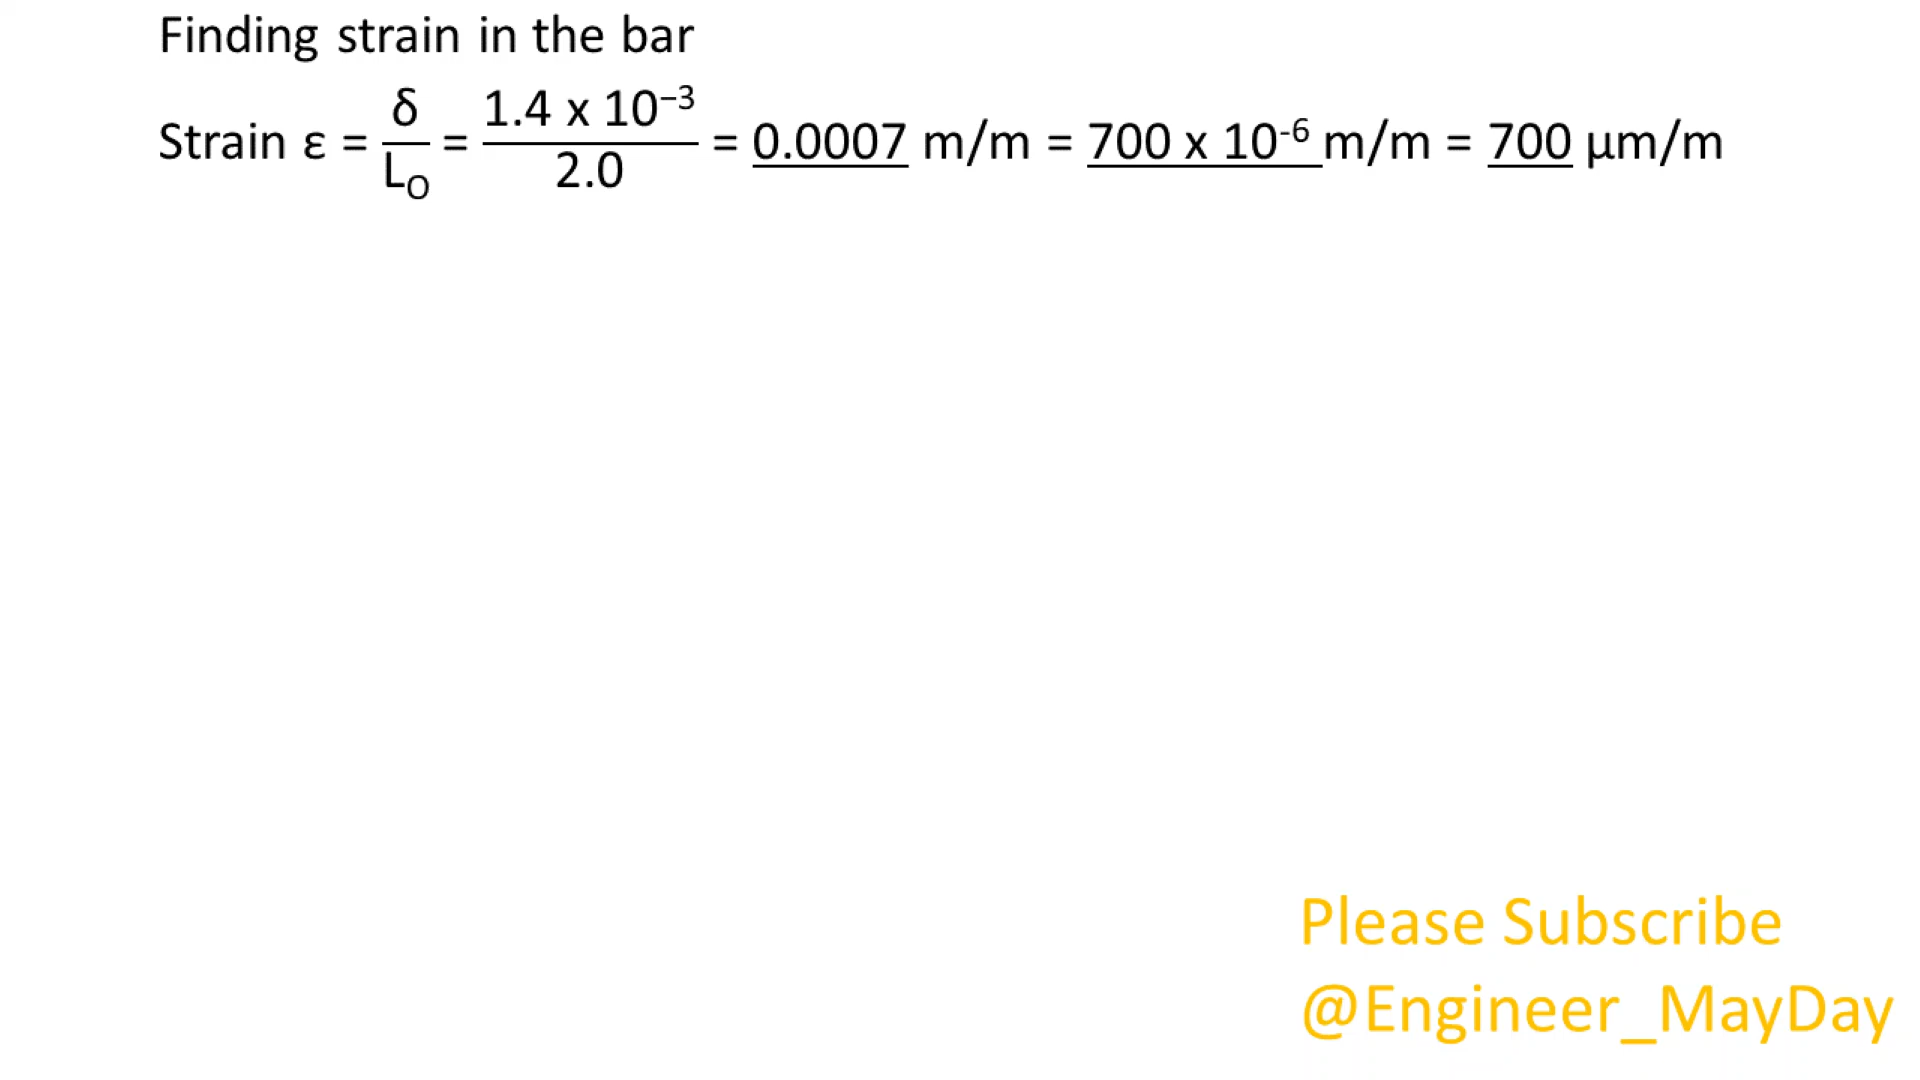 Finding strain in the bar
Strain ε = δ/L₀ = 1.4 x 10⁻³/2.0 = 0.0007 m/m = 700 x 10⁻⁶ m/m = 700 μm/m
Please Subscribe
@Engineer_MayDay